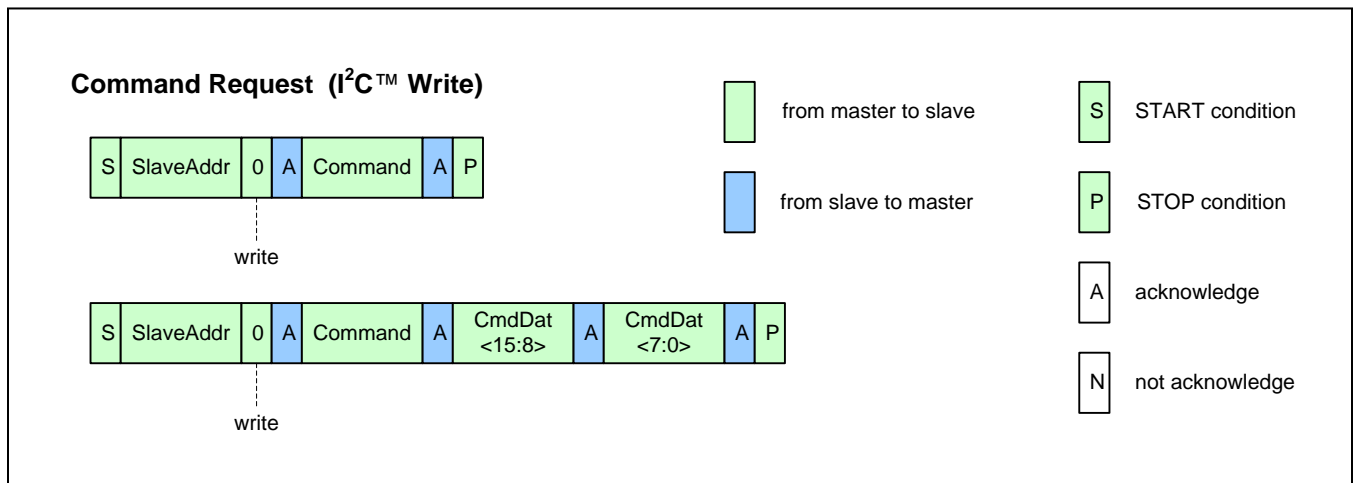 Command Request (I²C™ Write)
S SlaveAddr 0 A Command A P
write
S SlaveAddr 0 A Command A CmdDat <15:8> A CmdDat <7:0> A P
write
from master to slave
from slave to master
S START condition
P STOP condition
A acknowledge
N not acknowledge